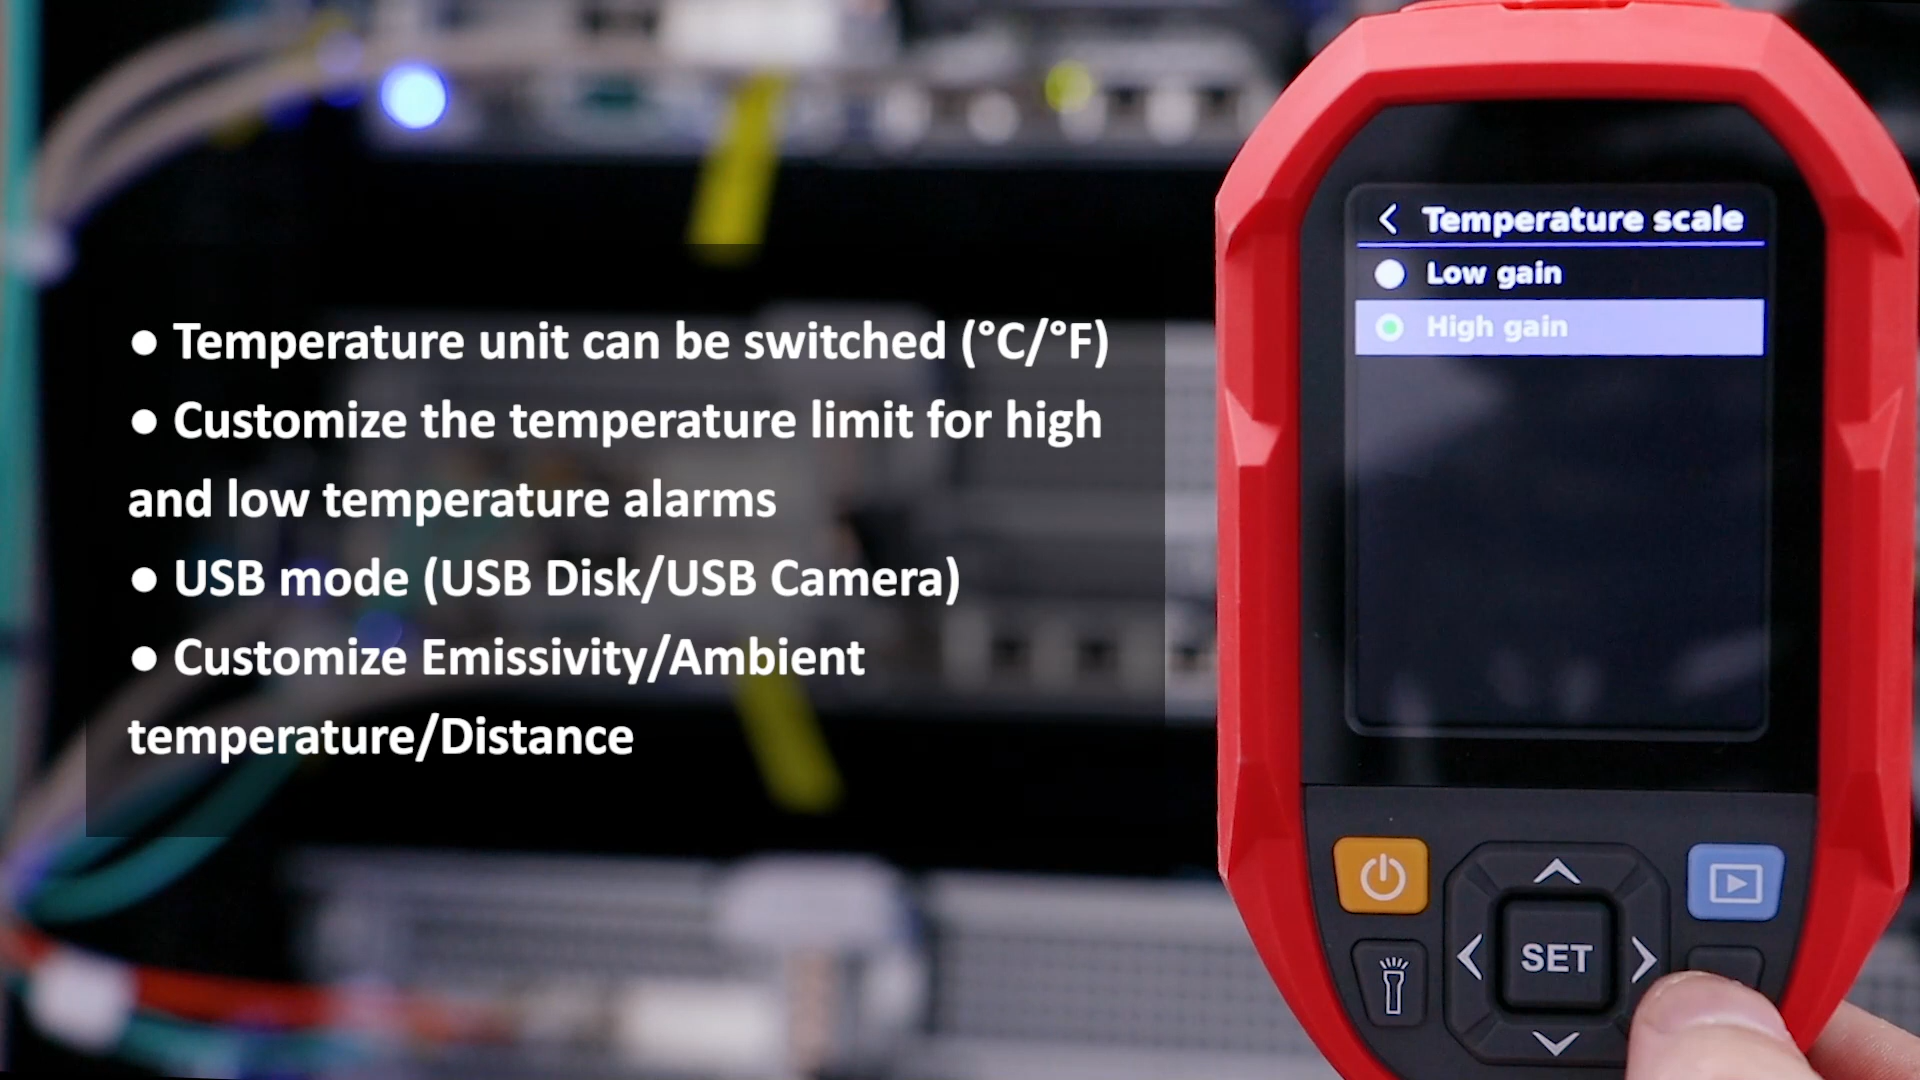 ● Temperature unit can be switched (°C/°F)
● Customize the temperature limit for high
and low temperature alarms
● USB mode (USB Disk/USB Camera)
● Customize Emissivity/Ambient
temperature/Distance
Temperature scale
Low gain
High gain
SET